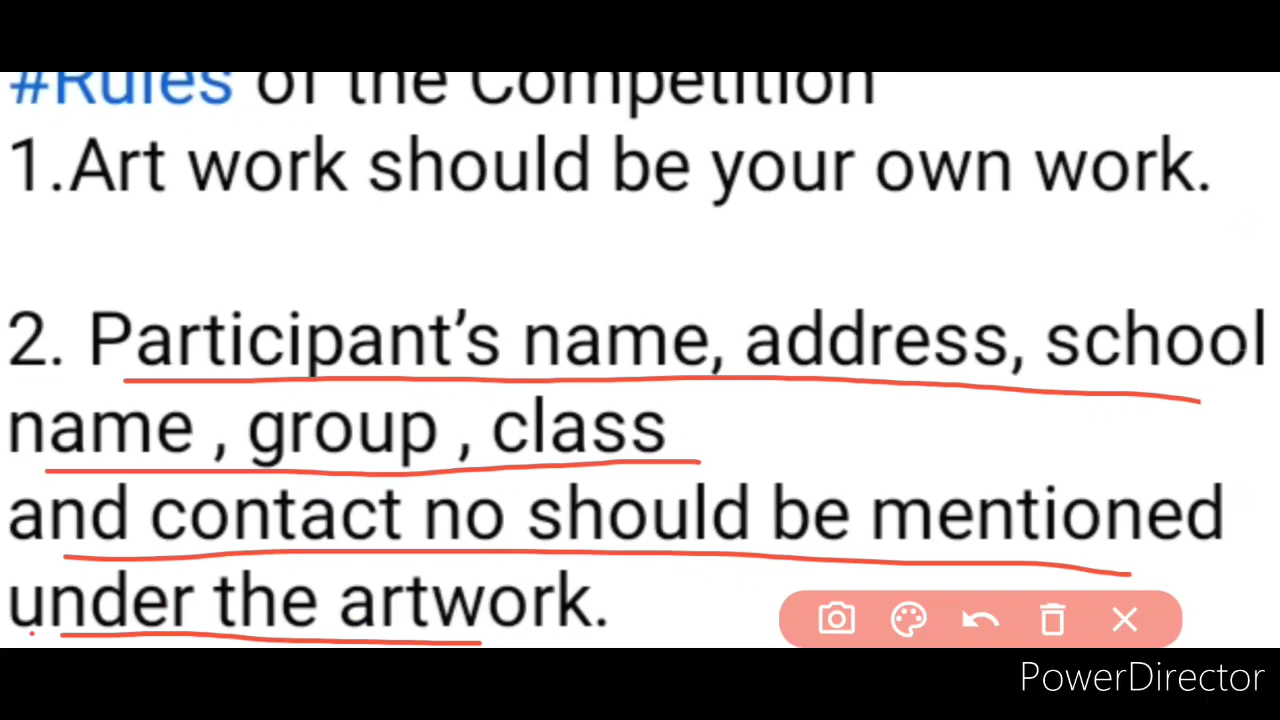 #Rules of the Competition
1.Art work should be your own work.
2. Participant’s name, address, school
name , group , class
and contact no should be mentioned
under the artwork.
PowerDirector